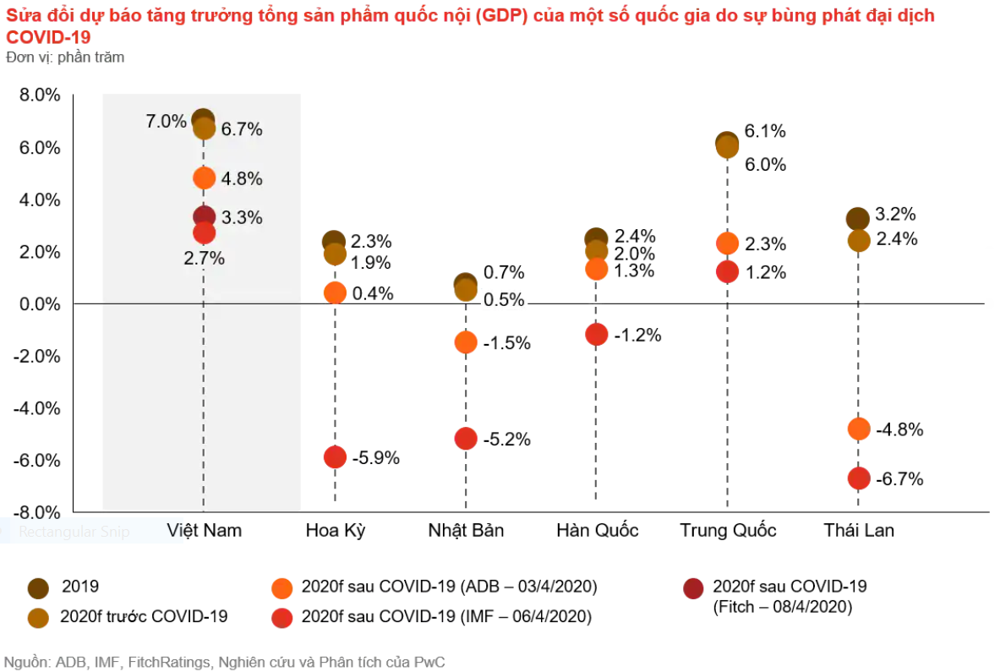 Sửa đổi dự báo tăng trưởng tổng sản phẩm quốc nội (GDP) của một số quốc gia do sự bùng phát đại dịch
COVID-19
Đơn vị: phần trăm
8.0%
6.0%
4.0%
2.0%
0.0%
-2.0%
-4.0%
-6.0%
-8.0%
7.0%
6.7%
4.8%
3.3%
2.7%
2.3%
1.9%
0.4%
-5.9%
0.7%
0.5%
-1.5%
-5.2%
2.4%
2.0%
1.3%
-1.2%
6.1%
6.0%
2.3%
1.2%
3.2%
2.4%
-4.8%
-6.7%
Rectangular Snip
Việt Nam
Hoa Kỳ
Nhật Bản
Hàn Quốc
Trung Quốc
Thái Lan
2019
2020f trước COVID-19
2020f sau COVID-19 (ADB – 03/4/2020)
2020f sau COVID-19 (IMF – 06/4/2020)
2020f sau COVID-19
(Fitch – 08/4/2020)
Nguồn: ADB, IMF, FitchRatings, Nghiên cứu và Phân tích của PwC